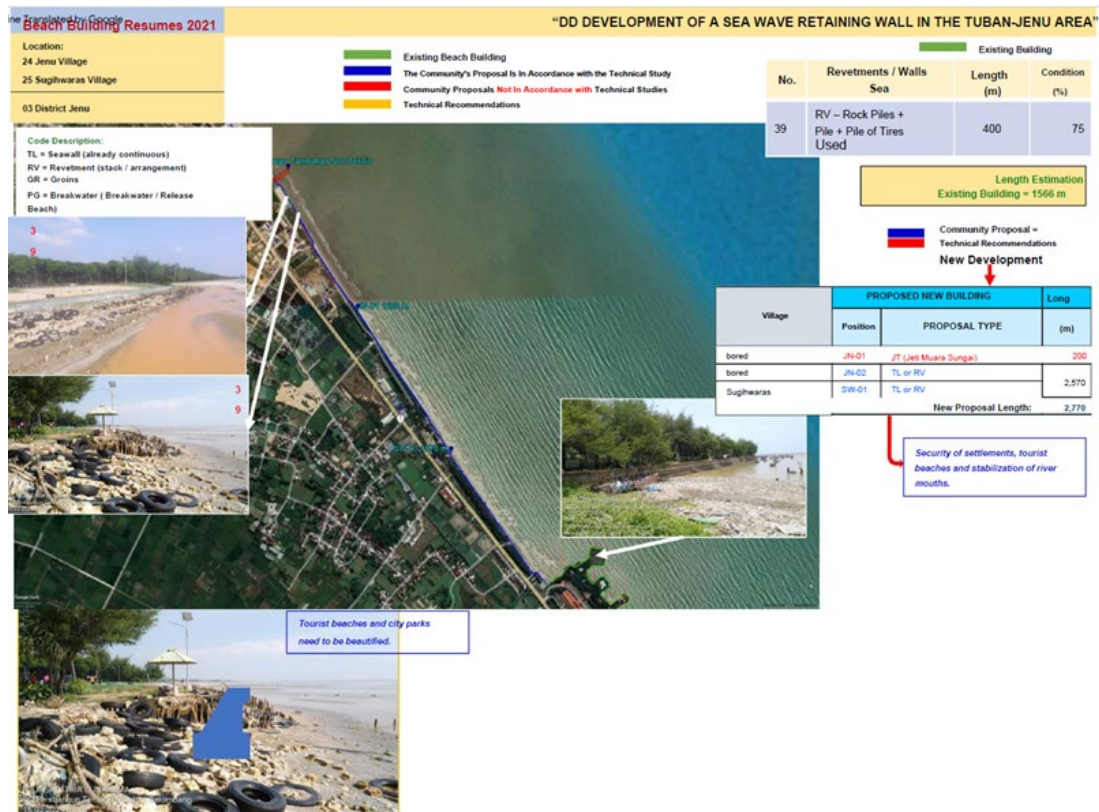 ine Translated by Google
Beach Building Resumes 2021
"DD DEVELOPMENT OF A SEA WAVE RETAINING WALL IN THE TUBAN-JENU AREA"
Location:
24 Jenu Village
25 Sugihwaras Village
03 District Jenu
Existing Beach Building
The Community's Proposal Is In Accordance with the Technical Study
Community Proposals Not In Accordance with Technical Studies
Technical Recommendations
Existing Building
No.
Revetments / Walls
Sea
Length
(m)
Condition
(%)
39
RV – Rock Piles +
Pile + Pile of Tires
Used
400
75
Length Estimation
Existing Building = 1566 m
Community Proposal =
Technical Recommendations
New Development
Code Description:
TL = Seawall (already continuous)
RV = Revetment (stack / arrangement)
GR = Groins
PG = Breakwater ( Breakwater / Release
Beach)
3
9
3
9
Village
PROPOSED NEW BUILDING
Long
Position
PROPOSAL TYPE
(m)
bored
JN-01
JT (Jeti Muara Sungai)
200
bored
JN-02
TL or RV
2,570
Sugihwaras
SW-01
TL or RV
New Proposal Length:
2,770
Security of settlements, tourist
beaches and stabilization of river
mouths.
Tourist beaches and city parks
need to be beautified.